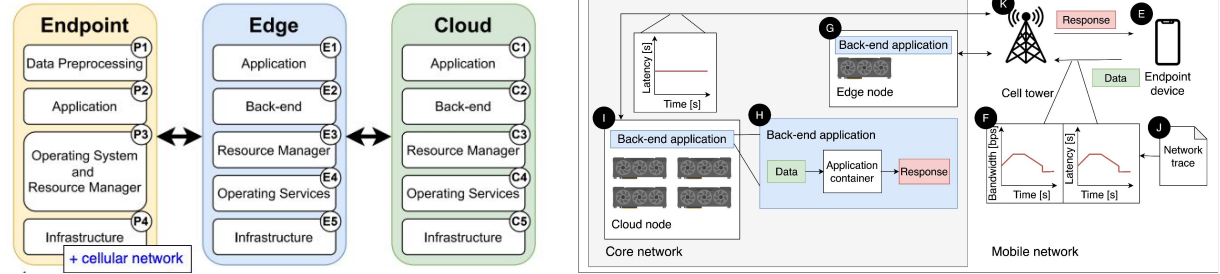 Endpoint
P1
Data Preprocessing
P2
Application
P3
Operating System
and
Resource Manager
P4
Infrastructure
+ cellular network
Edge
E1
Application
E2
Back-end
E3
Resource Manager
E4
Operating Services
E5
Infrastructure
Cloud
C1
Application
C2
Back-end
C3
Resource Manager
C4
Operating Services
C5
Infrastructure
Latency [s]
Time [s]
G
Back-end application
Edge node
K
Response
E
Data
Cell tower
Endpoint
device
I
Back-end application
Cloud node
H
Back-end application
Data
Application
container
Response
F
Bandwidth [bps]
Time [s]
Latency [s]
Time [s]
J
Network
trace
Core network
Mobile network